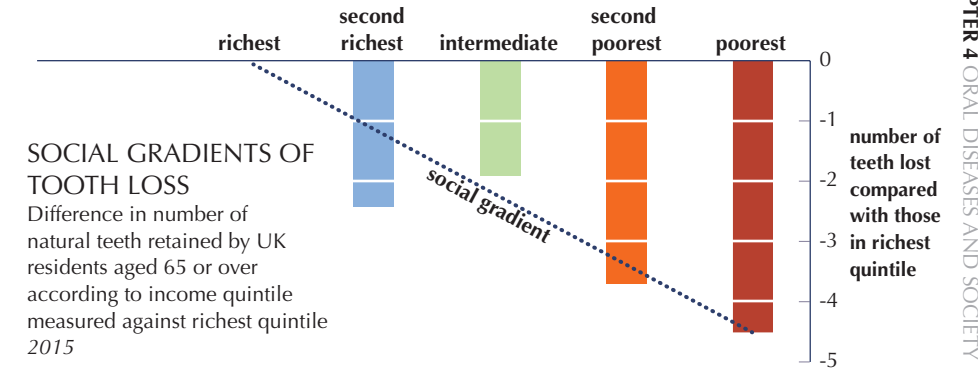 second
richest
second
poorest
richest
intermediate
poorest
0
-1
-2
-3
-4
-5
number of
teeth lost
compared
with those
in richest
quintile
social gradient
SOCIAL GRADIENTS OF
TOOTH LOSS
Difference in number of
natural teeth retained by UK
residents aged 65 or over
according to income quintile
measured against richest quintile
2015
PTER 4 ORAL DISEASES AND SOCIETY